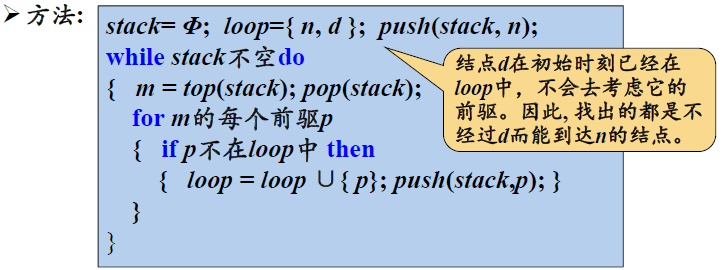 ➢ 方法:
stack= Φ; loop={ n, d }; push(stack, n);
while stack不空do
{ m = top(stack); pop(stack);
for m的每个前驱p
{ if p不在loop中 then
{ loop = loop ∪{ p}; push(stack,p); }
}
}
结点d在初始时刻已经在
loop中，不会去考虑它的
前驱。因此, 找出的都是不
经过d而能到达n的结点。